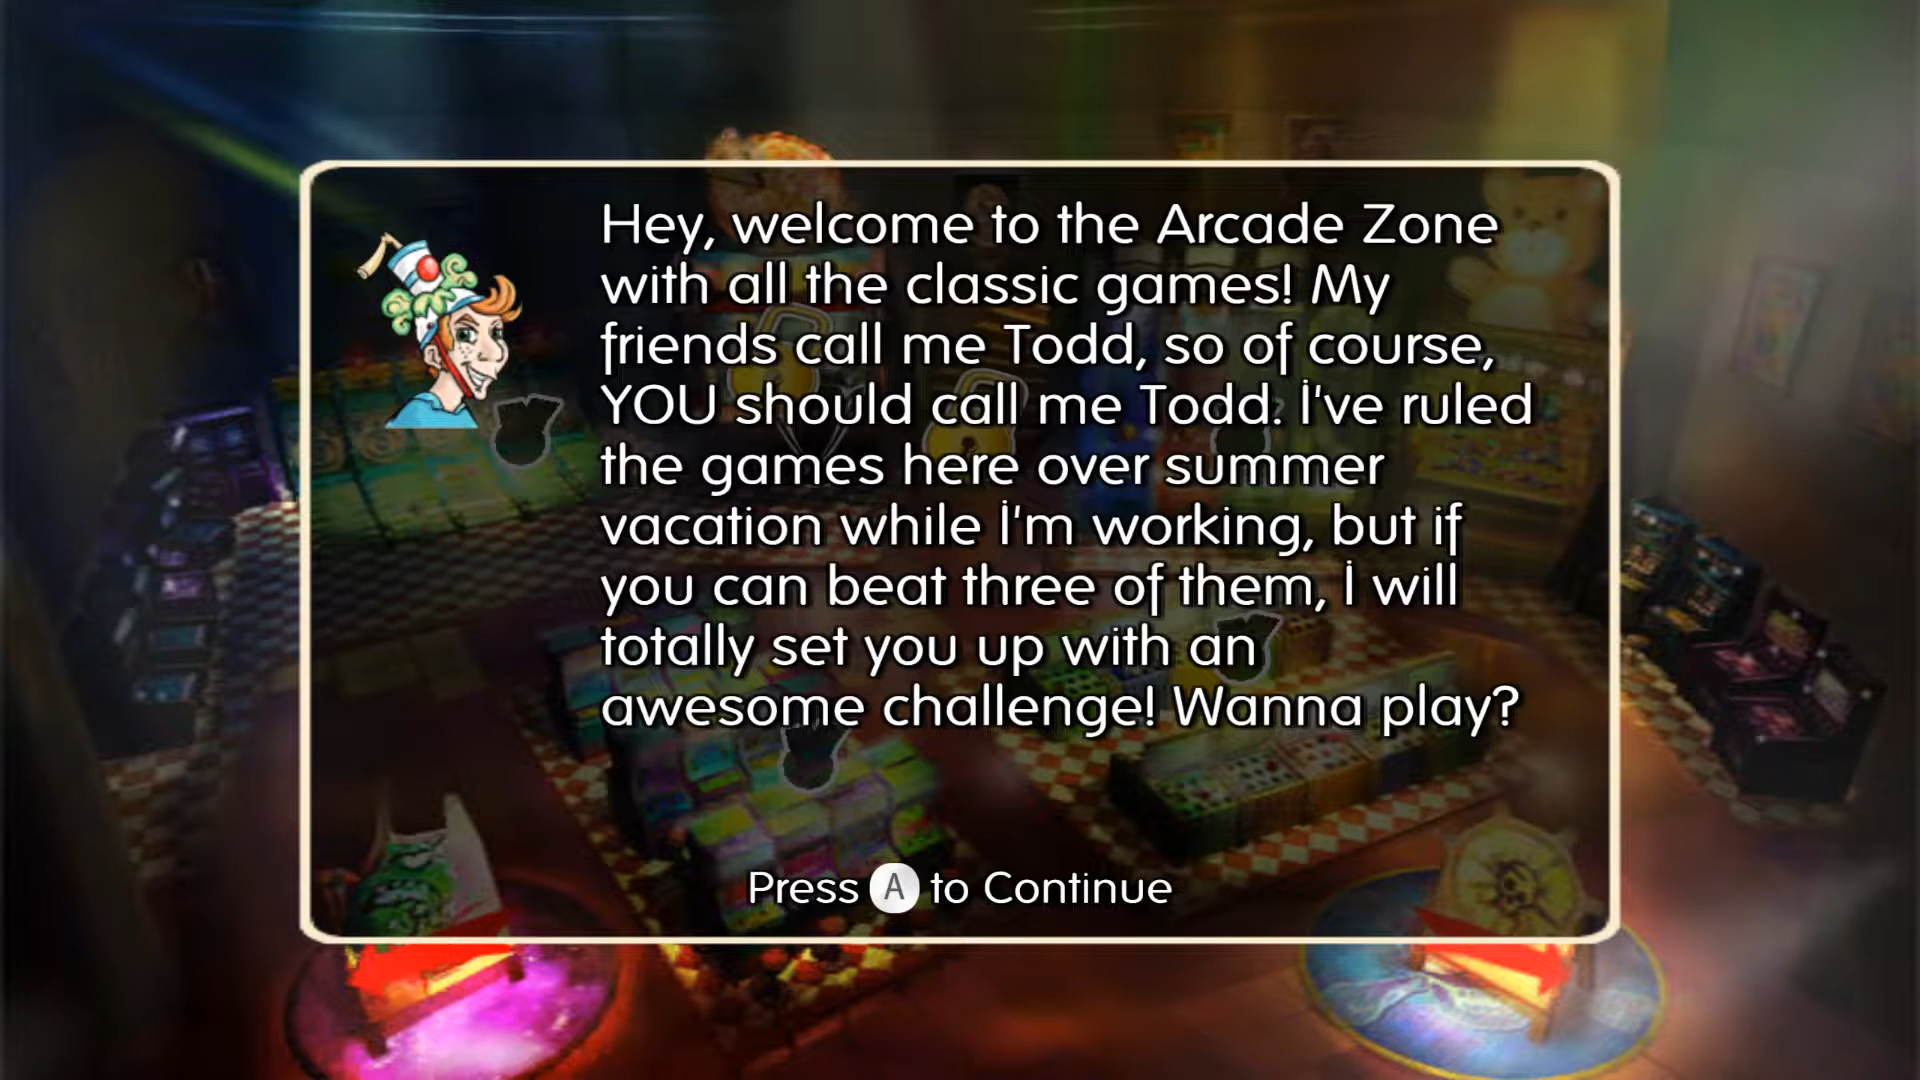 Hey, welcome to the Arcade Zone
with all the classic games! My
friends call me Todd, so of course,
YOU should call me Todd. I've ruled
the games here over summer
vacation while I'm working, but if
you can beat three of them, I will
totally set you up with an
awesome challenge! Wanna play?
Press A to Continue